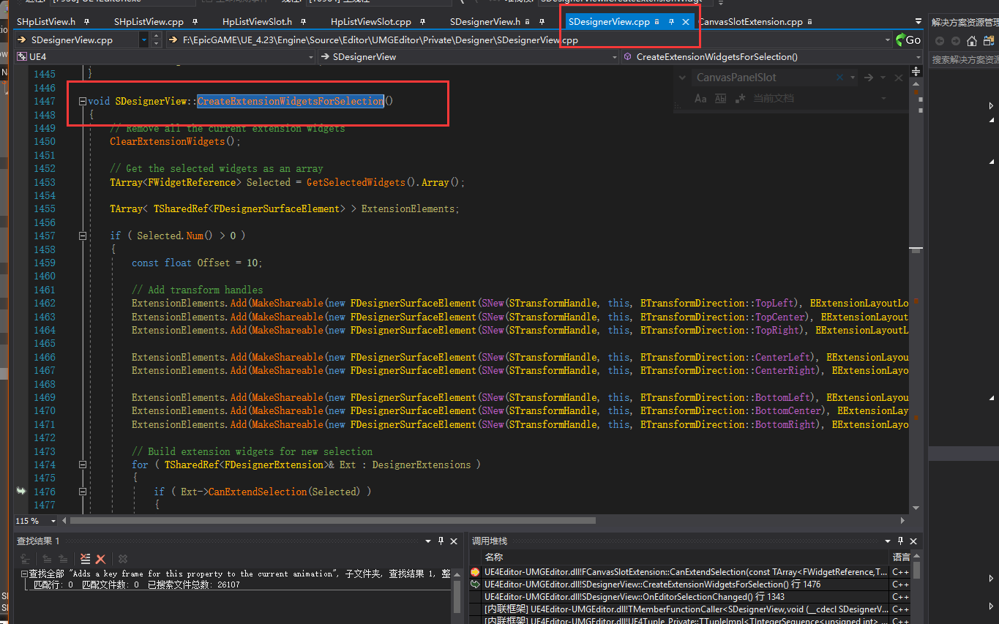 SHpListView.h SHpListView.cpp HpListViewSlot.h HpListViewSlot.cpp SDesignerView.h SDesignerView.cpp CanvasSlotExtension.cpp 解决方案资源管理
SDesignerView.cpp F:\EpicGAME\UE_4.23\Engine\Source\Editor\UMGEditor\Private\Designer\SDesignerView.cpp Go
UE4 SDesignerView CreateExtensionWidgetsForSelection() 搜索解决方案资源
CanvasPanelSlot
Aa Ab 当前文档
1445 }
1446
1447 void SDesignerView::CreateExtensionWidgetsForSelection()
1448 {
1449 // Remove all the current extension widgets
1450 ClearExtensionWidgets();
1451
1452 // Get the selected widgets as an array
1453 TArray<FWidgetReference> Selected = GetSelectedWidgets().Array();
1454
1455 TArray< TSharedRef<FDesignerSurfaceElement> > ExtensionElements;
1456
1457 if ( Selected.Num() > 0 )
1458 {
1459 const float Offset = 10;
1460
1461 // Add transform handles
1462 ExtensionElements.Add(MakeShareable(new FDesignerSurfaceElement(SNew(STransformHandle, this, ETransformDirection::TopLeft), EExtensionLayoutLo
1463 ExtensionElements.Add(MakeShareable(new FDesignerSurfaceElement(SNew(STransformHandle, this, ETransformDirection::TopCenter), EExtensionLayout
1464 ExtensionElements.Add(MakeShareable(new FDesignerSurfaceElement(SNew(STransformHandle, this, ETransformDirection::TopRight), EExtensionLayoutL
1465
1466 ExtensionElements.Add(MakeShareable(new FDesignerSurfaceElement(SNew(STransformHandle, this, ETransformDirection::CenterLeft), EExtensionLayou
1467 ExtensionElements.Add(MakeShareable(new FDesignerSurfaceElement(SNew(STransformHandle, this, ETransformDirection::CenterRight), EExtensionLayo
1468
1469 ExtensionElements.Add(MakeShareable(new FDesignerSurfaceElement(SNew(STransformHandle, this, ETransformDirection::BottomLeft), EExtensionLayou
1470 ExtensionElements.Add(MakeShareable(new FDesignerSurfaceElement(SNew(STransformHandle, this, ETransformDirection::BottomCenter), EExtensionLay
1471 ExtensionElements.Add(MakeShareable(new FDesignerSurfaceElement(SNew(STransformHandle, this, ETransformDirection::BottomRight), EExtensionLayo
1472
1473 // Build extension widgets for new selection
1474 for ( TSharedRef<FDesignerExtension>& Ext : DesignerExtensions )
1475 {
1476 if ( Ext->CanExtendSelection(Selected) )
1477 {
115 %
查找结果 1
查找全部 "Adds a key frame for this property to the current animation", 子文件夹, 查找结果 1, 整
匹配行: 0 匹配文件数: 0 已搜索文件总数: 26107
调用堆栈
名称 语言
UE4Editor-UMGEditor.dll!FCanvasSlotExtension::CanExtendSelection(const TArray<FWidgetReference,T... C++
UE4Editor-UMGEditor.dll!SDesignerView::CreateExtensionWidgetsForSelection() 行 1476 C++
UE4Editor-UMGEditor.dll!SDesignerView::OnEditorSelectionChanged() 行 1343 C++
[内联框架] UE4Editor-UMGEditor.dll!TMemberFunctionCaller<SDesignerView,void (__cdecl SDesignerV... C++
[内联框架] UE4Editor-UMGEditor.dll!UE4Tuple_Private::TTupleImpl<TIntegerSequence<unsigned int>... C++